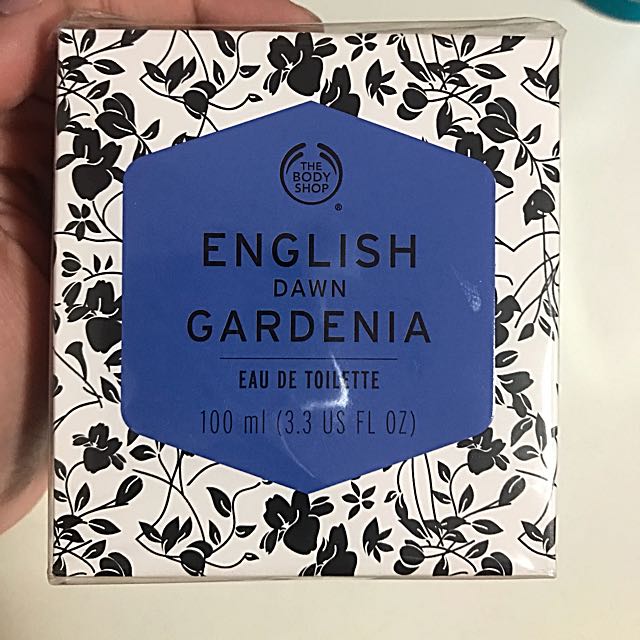 THE
BODY
SHOP
®
ENGLISH
DAWN
GARDENIA
EAU DE TOILETTE
100 ml (3.3 US FL OZ)